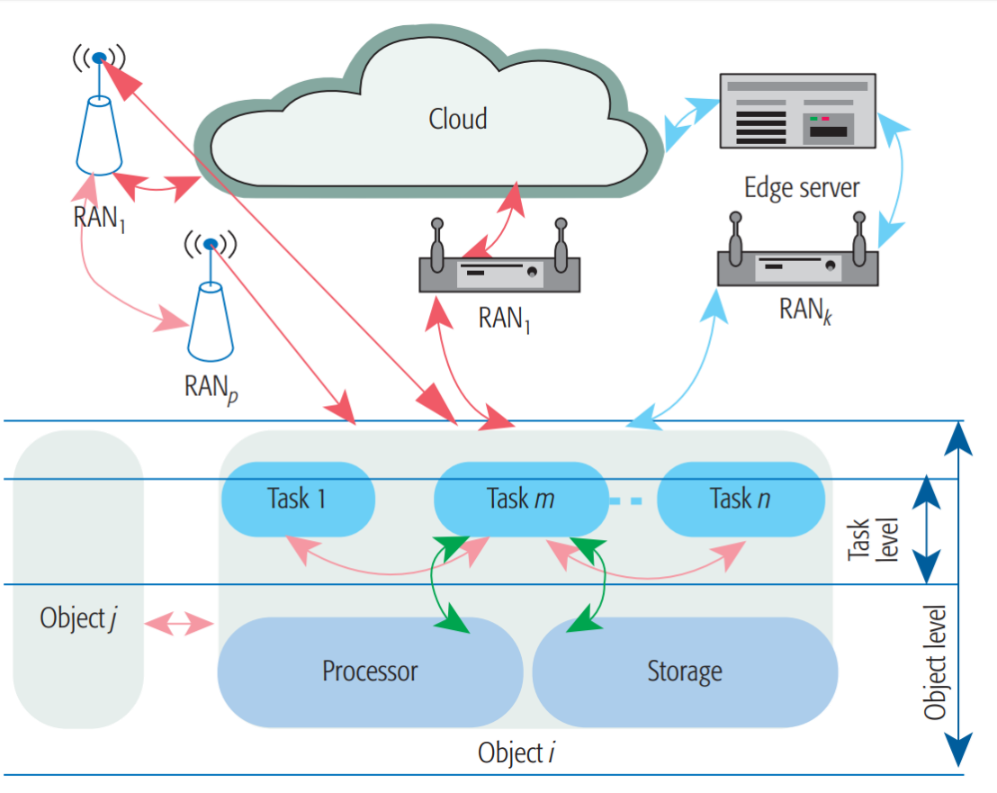 Cloud
Edge server
RAN₁
RANₚ
RAN₁
RANₖ
Task 1
Task m
Task n
Task
level
Object j
Processor
Storage
Object level
Object i